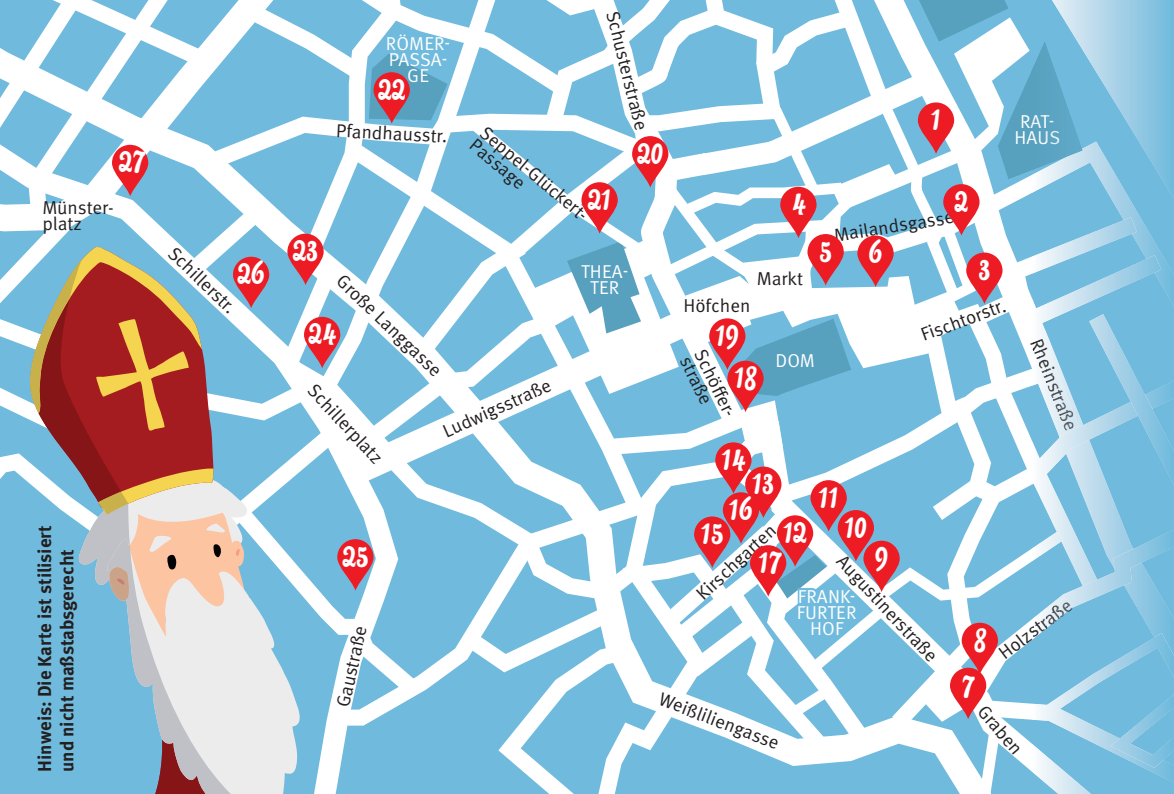 RÖMER-
PASSA-
GE
22
Pfandhausstr.
Schusterstraße
Seppel-Glückert-
Passage
20
21
1
RAT-
HAUS
27
Münster-
platz
4
2
Mailandsgasse
5
6
3
Markt
THEA-
TER
Höfchen
Fischtorstr.
Rheinstraße
23
26
Schillerstr.
Große Langgasse
24
19
DOM
18
Schöffer-
straße
Ludwigsstraße
Schillerplatz
14
13
16
15
Kirschgarten
12
17
11
10
9
Augustinerstraße
FRANK-
FURTER
HOF
25
Gaustraße
8
Holzstraße
7
Graben
Weißliliengasse
Hinweis: Die Karte ist stilisiert
und nicht maßstabsgerecht